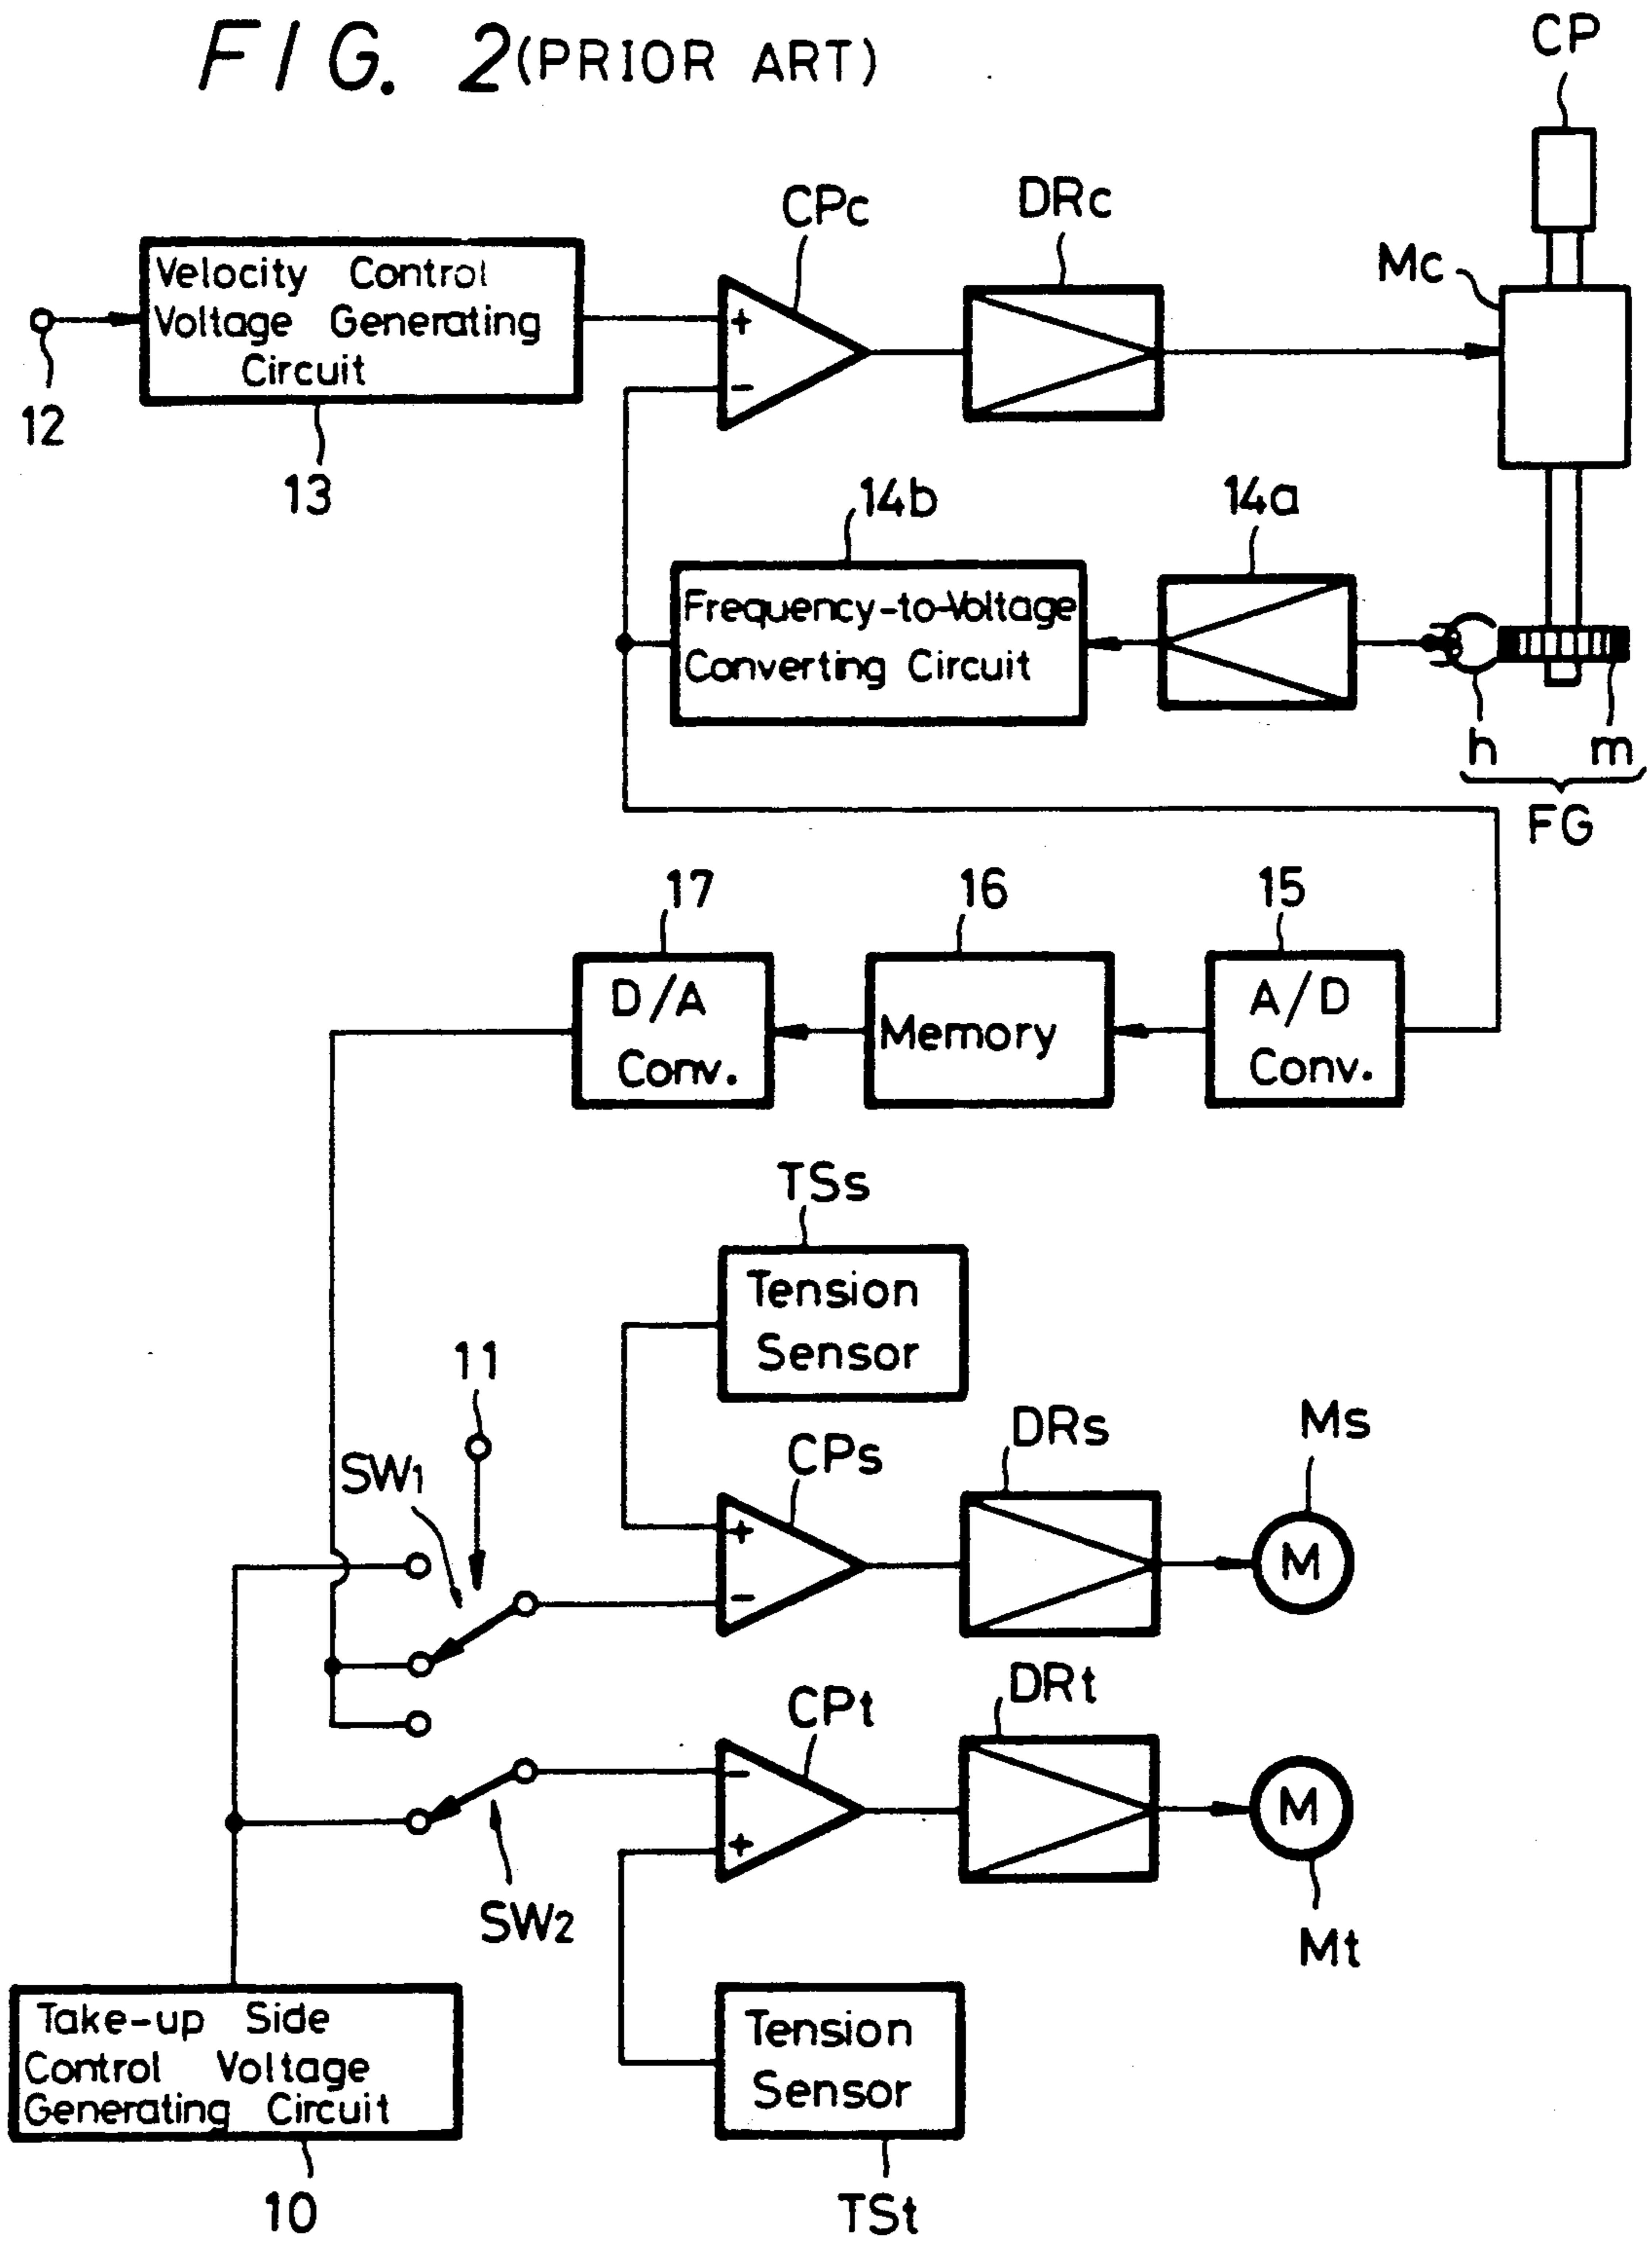 FIG. 2 (PRIOR ART)
CP
CPc
DRc
Mc
Velocity Control
Voltage Generating
Circuit
+
-
12
13
14b
14a
Frequency-to-Voltage
Converting Circuit
h
m
FG
17
16
15
D/A
Conv.
Memory
A/D
Conv.
TSs
Tension
Sensor
11
SW1
CPs
DRs
Ms
+
-
M
CPt
DRt
-
+
M
SW2
Mt
Take-up Side
Control Voltage
Generating Circuit
Tension
Sensor
10
TSt